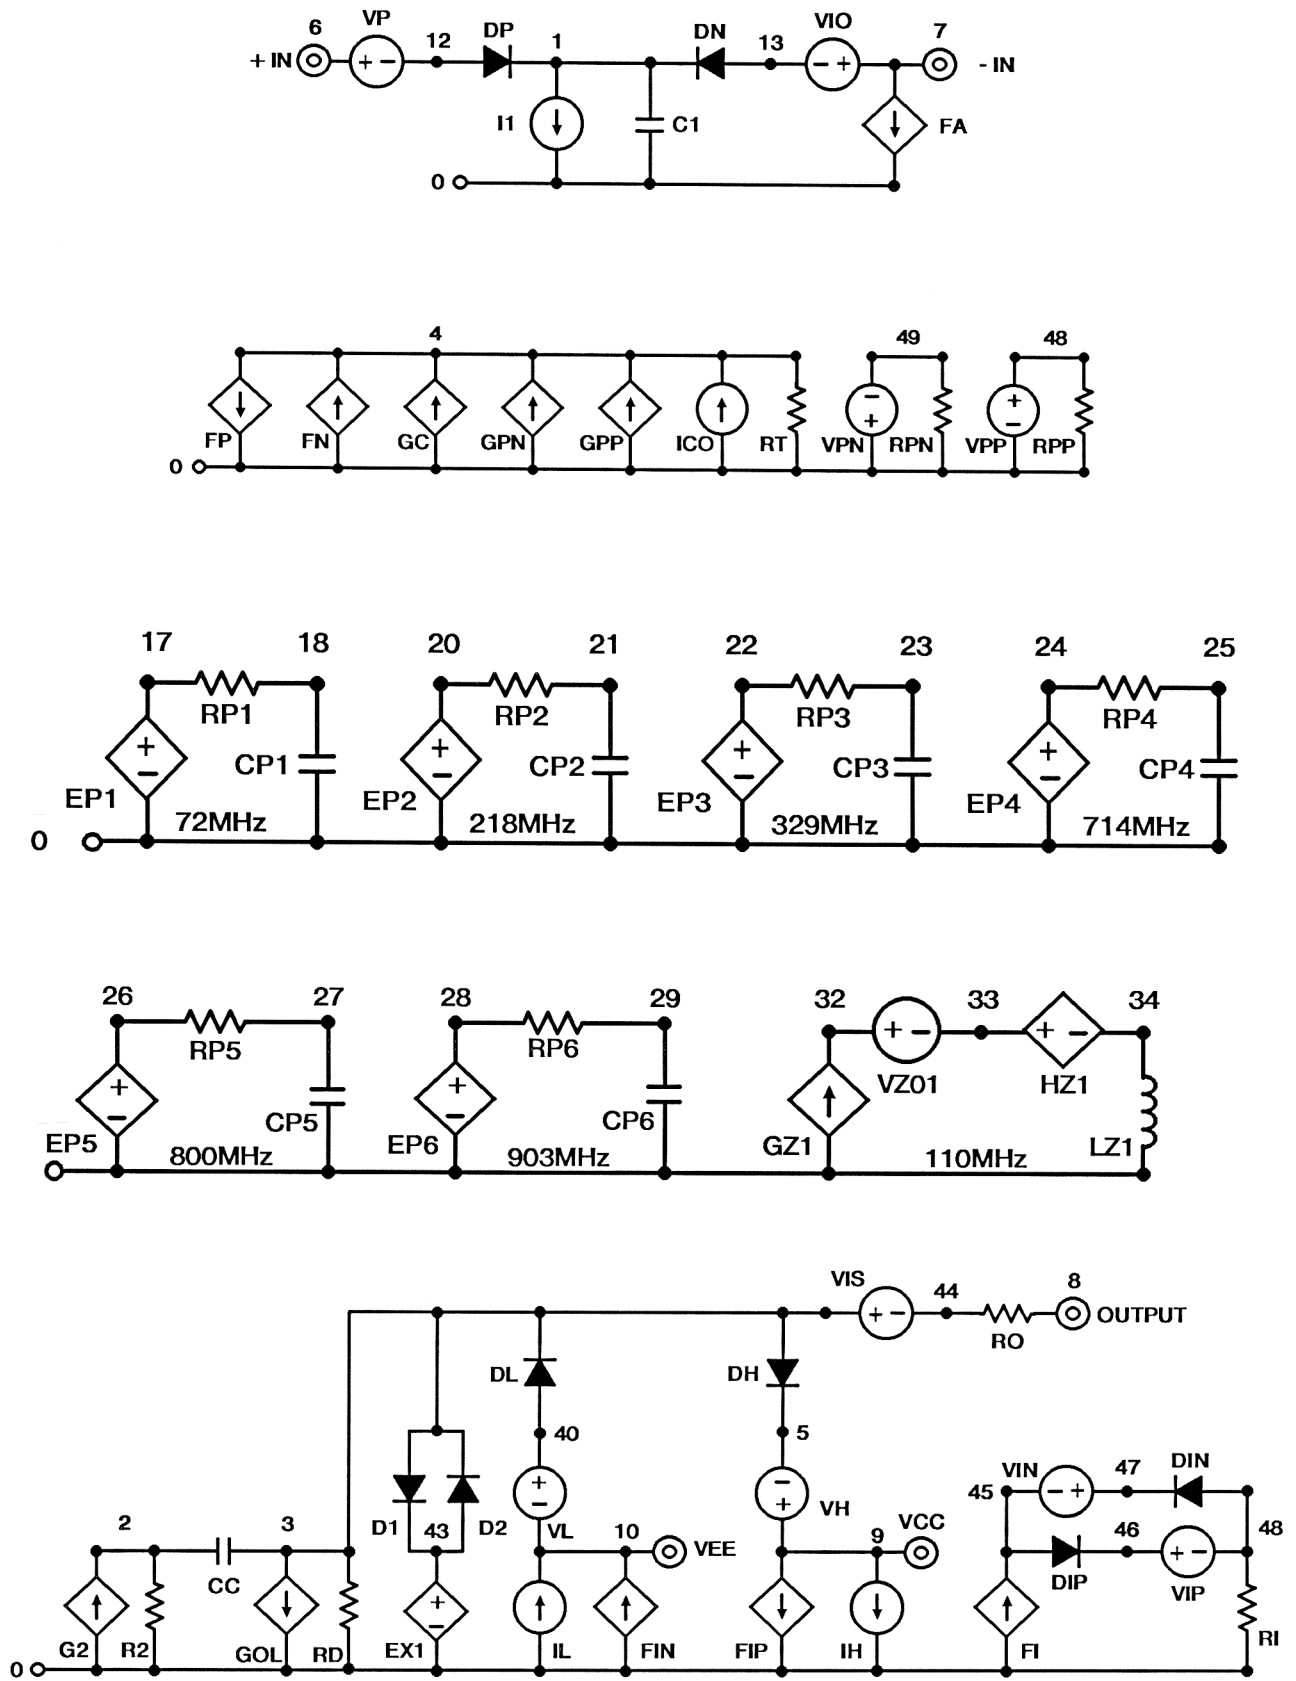 6 VP 12 DP 1 DN 13 VIO 7
+ IN + - - + - IN
I1 C1 FA
0
4 49 48
- + + -
FP FN GC GPN GPP ICO RT VPN RPN VPP RPP
0
17 18 20 21 22 23 24 25
RP1 RP2 RP3 RP4
+ - CP1 + - CP2 + - CP3 + - CP4
EP1 EP2 EP3 EP4
72MHz 218MHz 329MHz 714MHz
0
26 27 28 29 32 33 34
RP5 RP6 + - + -
+ - + - VZ01 HZ1
CP5 CP6
EP5 EP6 GZ1 LZ1
800MHz 903MHz 110MHz
VIS 44 8
+ - OUTPUT
RO
DL DH
40 5
VIN 47 DIN
+ - - + 45 - +
VL VH
D1 43 D2
2 3 10 VEE 9 VCC 46 48
CC DIP + - VIP
+ -
G2 R2 GOL RD EX1 IL FIN FIP IH FI RI
0